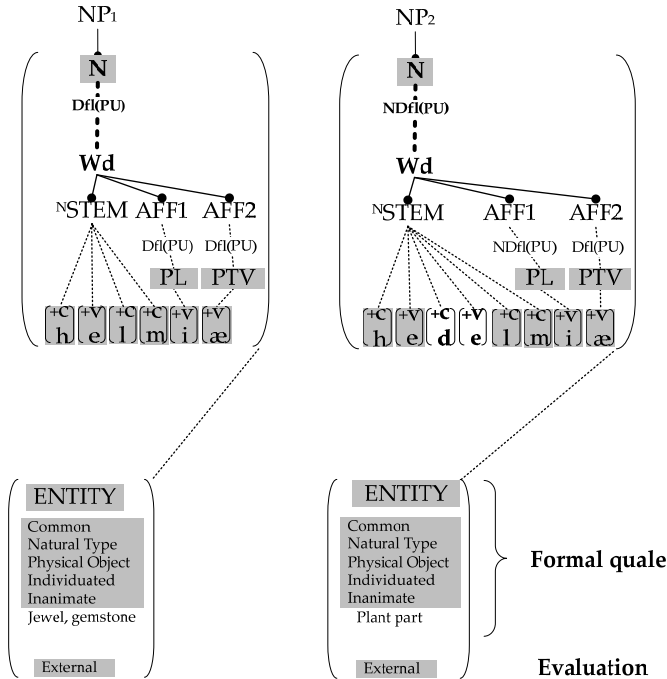 NP1 NP2
N N
Dfl(PU) NDfl(PU)
Wd Wd
NSTEM AFF1 AFF2 NSTEM AFF1 AFF2
Dfl(PU) Dfl(PU) NDfl(PU) Dfl(PU)
PL PTV PL PTV
+c +v +c +c +v +v +c +v +c +v +c +c +v +v
h e l m i æ h e d e l m i æ
ENTITY ENTITY
Common Common
Natural Type Natural Type
Physical Object Physical Object Formal quale
Individuated Individuated
Inanimate Inanimate
Jewel, gemstone Plant part
External External Evaluation